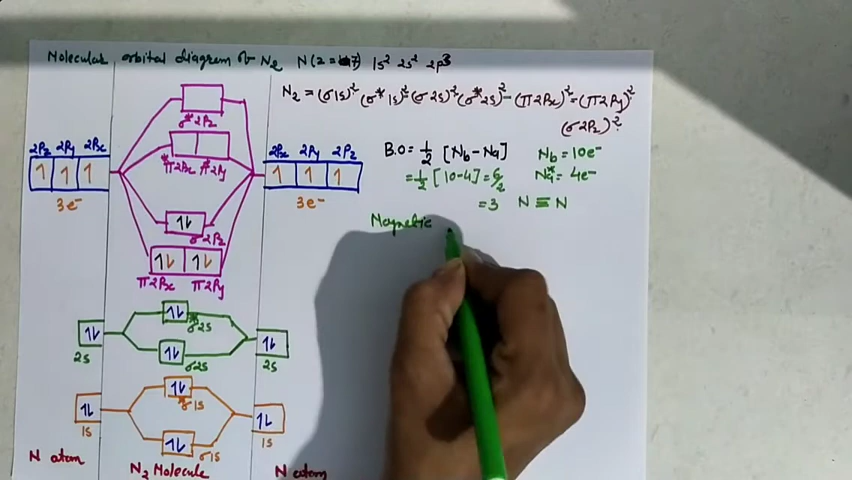 Molecular orbital diagram of N₂ N(Z=7) 1s² 2s² 2p³
N₂ = (σ1s)² (σ*1s)² (σ2s)² (σ*2s)² - (π2Px)² = (π2Py)²
(σ2Pz)²
σ*2Pz
2Pz 2Py 2Px
*π2Px *π2Py
2Px 2Py 2Pz
B.O = 1/2 [Nb - Na]
Nb = 10e⁻
= 1/2 [10-4] = 6/2
Na* = 4e⁻
3e⁻
3e⁻
= 3 N ≡ N
Magnetic
σ2Pz
π2Px π2Py
σ*2s
2s
σ2s
2s
σ*1s
1s
σ1s
1s
N atom
N₂ Molecule
N atom